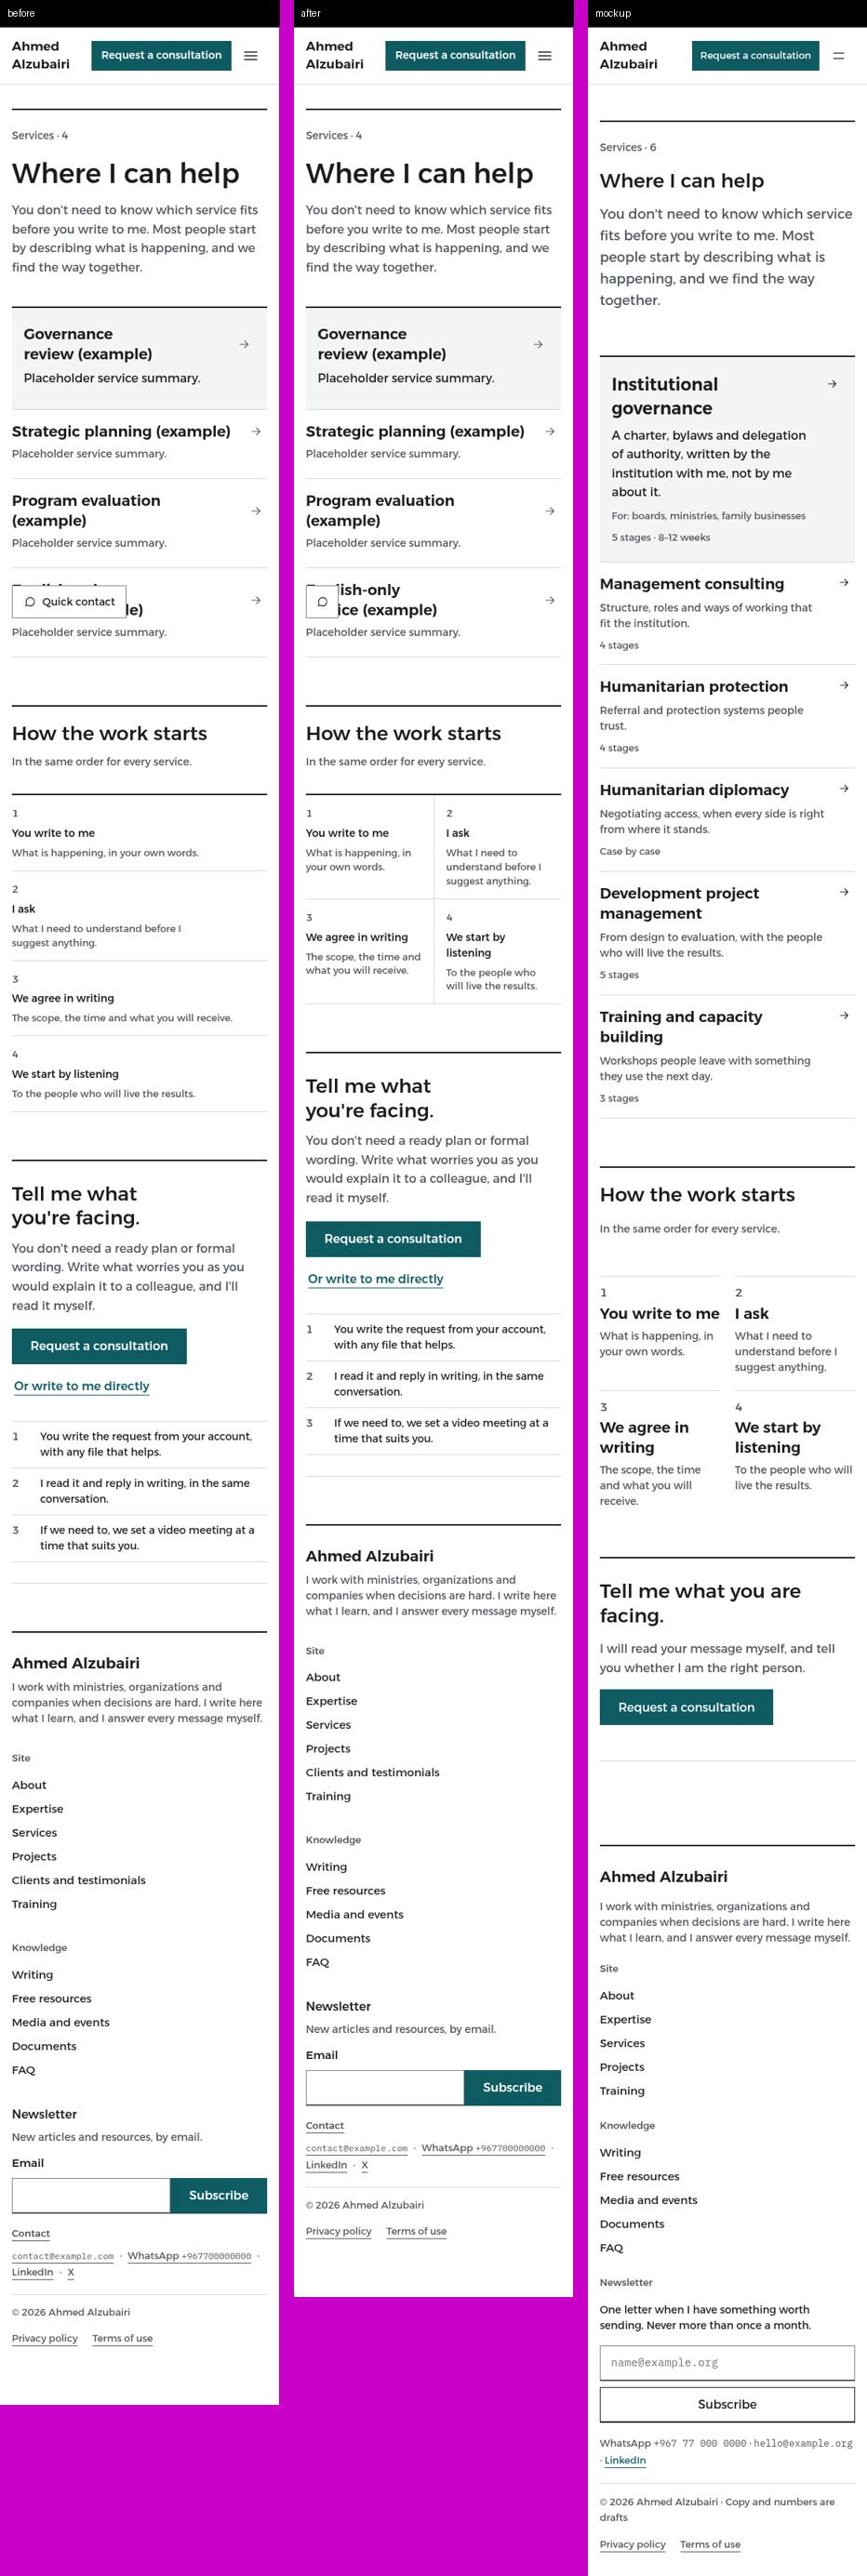 before
Ahmed
Alzubairi
Request a consultation
Services · 4
Where I can help
You don't need to know which service fits
before you write to me. Most people start
by describing what is happening, and we
find the way together.
Governance
review (example)
Placeholder service summary.
Strategic planning (example)
Placeholder service summary.
Program evaluation
(example)
Placeholder service summary.
Quick contact
le)
Placeholder service summary.
How the work starts
In the same order for every service.
1
You write to me
What is happening, in your own words.
2
I ask
What I need to understand before I
suggest anything.
3
We agree in writing
The scope, the time and what you will receive.
4
We start by listening
To the people who will live the results.
Tell me what
you're facing.
You don't need a ready plan or formal
wording. Write what worries you as you
would explain it to a colleague, and I'll
read it myself.
Request a consultation
Or write to me directly
1 You write the request from your account,
with any file that helps.
2 I read it and reply in writing, in the same
conversation.
3 If we need to, we set a video meeting at a
time that suits you.
Ahmed Alzubairi
I work with ministries, organizations and
companies when decisions are hard. I write here
what I learn, and I answer every message myself.
Site
About
Expertise
Services
Projects
Clients and testimonials
Training
Knowledge
Writing
Free resources
Media and events
Documents
FAQ
Newsletter
New articles and resources, by email.
Email
Subscribe
Contact
contact@example.com · WhatsApp +967700000000 ·
LinkedIn · X
© 2026 Ahmed Alzubairi
Privacy policy Terms of use
after
Ahmed
Alzubairi
Request a consultation
Services · 4
Where I can help
You don't need to know which service fits
before you write to me. Most people start
by describing what is happening, and we
find the way together.
Governance
review (example)
Placeholder service summary.
Strategic planning (example)
Placeholder service summary.
Program evaluation
(example)
Placeholder service summary.
lish-only
ice (example)
Placeholder service summary.
How the work starts
In the same order for every service.
1
You write to me
What is happening, in
your own words.
2
I ask
What I need to
understand before I
suggest anything.
3
We agree in writing
The scope, the time and
what you will receive.
4
We start by
listening
To the people who
will live the results.
Tell me what
you're facing.
You don't need a ready plan or formal
wording. Write what worries you as you
would explain it to a colleague, and I'll
read it myself.
Request a consultation
Or write to me directly
1 You write the request from your account,
with any file that helps.
2 I read it and reply in writing, in the same
conversation.
3 If we need to, we set a video meeting at a
time that suits you.
Ahmed Alzubairi
I work with ministries, organizations and
companies when decisions are hard. I write here
what I learn, and I answer every message myself.
Site
About
Expertise
Services
Projects
Clients and testimonials
Training
Knowledge
Writing
Free resources
Media and events
Documents
FAQ
Newsletter
New articles and resources, by email.
Email
Subscribe
Contact
contact@example.com · WhatsApp +967700000000 ·
LinkedIn · X
© 2026 Ahmed Alzubairi
Privacy policy Terms of use
mockup
Ahmed
Alzubairi
Request a consultation
Services · 6
Where I can help
You don't need to know which service
fits before you write to me. Most
people start by describing what is
happening, and we find the way
together.
Institutional
governance
A charter, bylaws and delegation
of authority, written by the
institution with me, not by me
about it.
For: boards, ministries, family businesses
5 stages · 8–12 weeks
Management consulting
Structure, roles and ways of working that
fit the institution.
4 stages
Humanitarian protection
Referral and protection systems people
trust.
4 stages
Humanitarian diplomacy
Negotiating access, when every side is right
from where it stands.
Case by case
Development project
management
From design to evaluation, with the people
who will live the results.
5 stages
Training and capacity
building
Workshops people leave with something
they use the next day.
3 stages
How the work starts
In the same order for every service.
1
You write to me
What is happening, in
your own words.
2
I ask
What I need to
understand before I
suggest anything.
3
We agree in
writing
The scope, the time
and what you will
receive.
4
We start by
listening
To the people who will
live the results.
Tell me what you are
facing.
I will read your message myself, and tell
you whether I am the right person.
Request a consultation
Ahmed Alzubairi
I work with ministries, organizations and
companies when decisions are hard. I write here
what I learn, and I answer every message myself.
Site
About
Expertise
Services
Projects
Training
Knowledge
Writing
Free resources
Media and events
Documents
FAQ
Newsletter
One letter when I have something worth
sending. Never more than once a month.
name@example.org
Subscribe
WhatsApp +967 77 000 0000 · hello@example.org
· LinkedIn
© 2026 Ahmed Alzubairi · Copy and numbers are
drafts
Privacy policy Terms of use